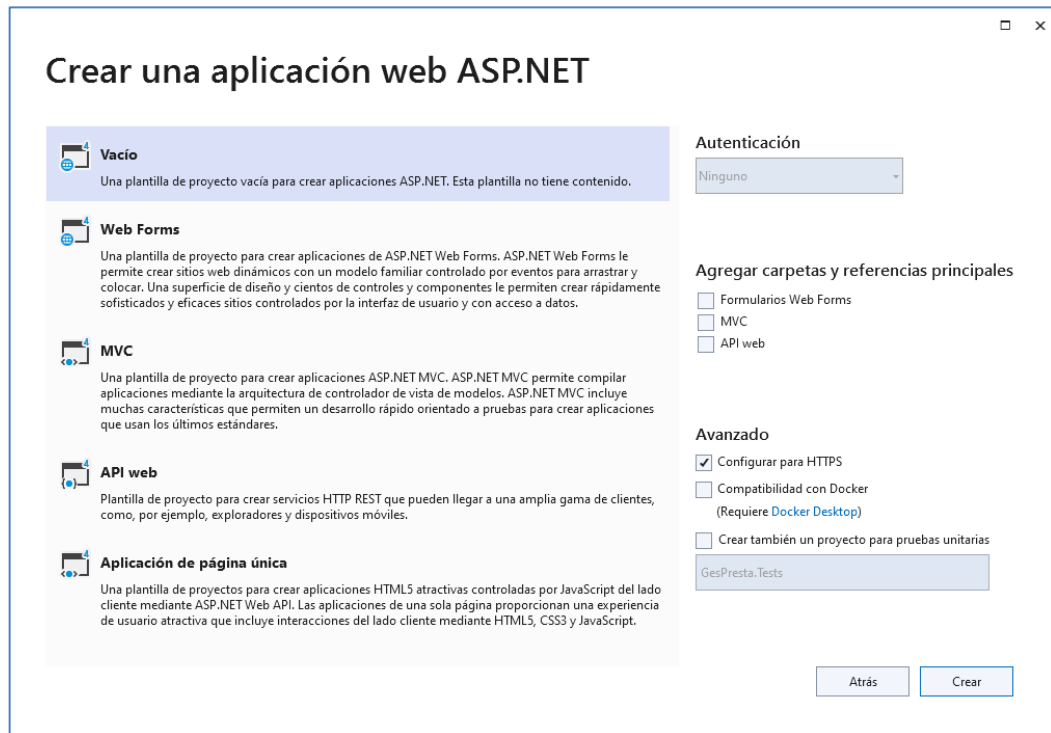 Crear una aplicación web ASP.NET
Vacío
Una plantilla de proyecto vacía para crear aplicaciones ASP.NET. Esta plantilla no tiene contenido.
Web Forms
Una plantilla de proyecto para crear aplicaciones de ASP.NET Web Forms. ASP.NET Web Forms le
permite crear sitios web dinámicos con un modelo familiar controlado por eventos para arrastrar y
colocar. Una superficie de diseño y cientos de controles y componentes le permiten crear rápidamente
sofisticados y eficaces sitios controlados por la interfaz de usuario y con acceso a datos.
MVC
Una plantilla de proyecto para crear aplicaciones ASP.NET MVC. ASP.NET MVC permite compilar
aplicaciones mediante la arquitectura de controlador de vista de modelos. ASP.NET MVC incluye
muchas características que permiten un desarrollo rápido orientado a pruebas para crear aplicaciones
que usan los últimos estándares.
API web
Plantilla de proyecto para crear servicios HTTP REST que pueden llegar a una amplia gama de clientes,
como, por ejemplo, exploradores y dispositivos móviles.
Aplicación de página única
Una plantilla de proyectos para crear aplicaciones HTML5 atractivas controladas por JavaScript del lado
cliente mediante ASP.NET Web API. Las aplicaciones de una sola página proporcionan una experiencia
de usuario atractiva que incluye interacciones del lado cliente mediante HTML5, CSS3 y JavaScript.
Autenticación
Ninguno
Agregar carpetas y referencias principales
Formularios Web Forms
MVC
API web
Avanzado
Configurar para HTTPS
Compatibilidad con Docker
(Requiere Docker Desktop)
Crear también un proyecto para pruebas unitarias
GesPresta.Tests
Atrás
Crear